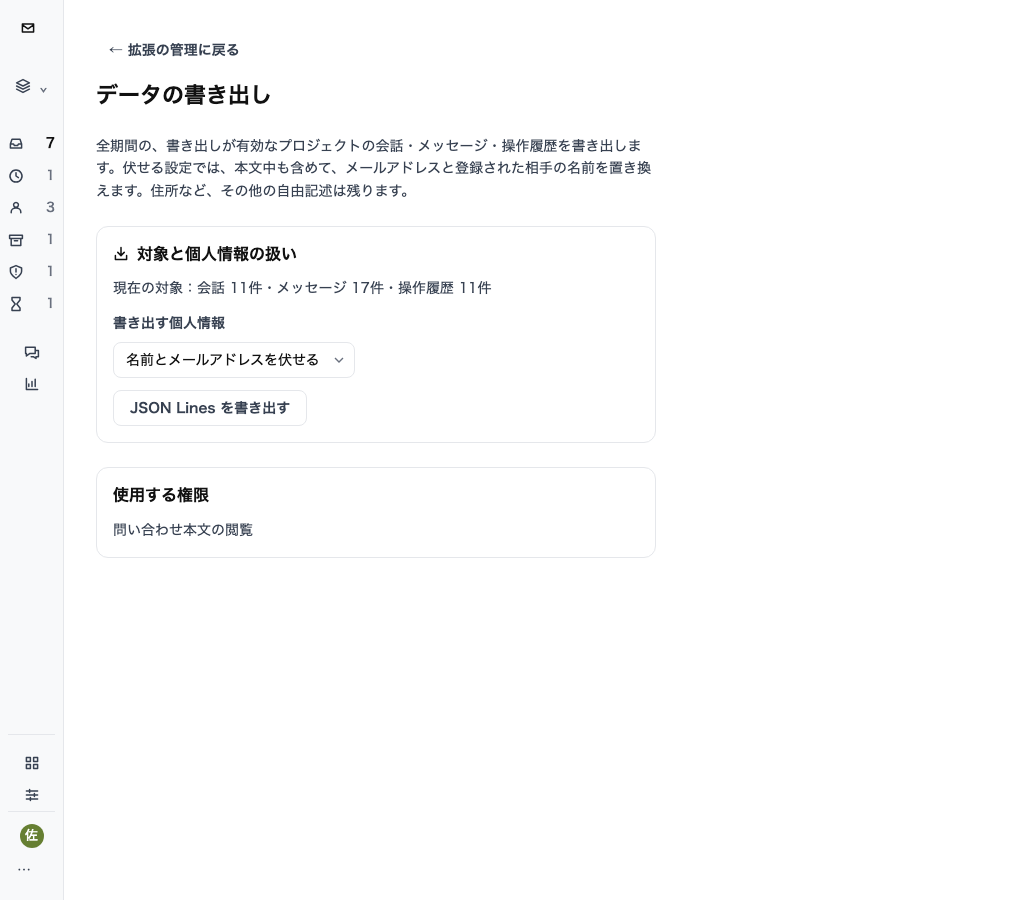 ← 拡張の管理に戻る
データの書き出し
全期間の、書き出しが有効なプロジェクトの会話・メッセージ・操作履歴を書き出しま
す。伏せる設定では、本文中も含めて、メールアドレスと登録された相手の名前を置き換
えます。住所など、その他の自由記述は残ります。
7
1
3
1
1
1
対象と個人情報の扱い
現在の対象：会話 11件・メッセージ 17件・操作履歴 11件
書き出す個人情報
名前とメールアドレスを伏せる
JSON Lines を書き出す
使用する権限
問い合わせ本文の閲覧
佐
…